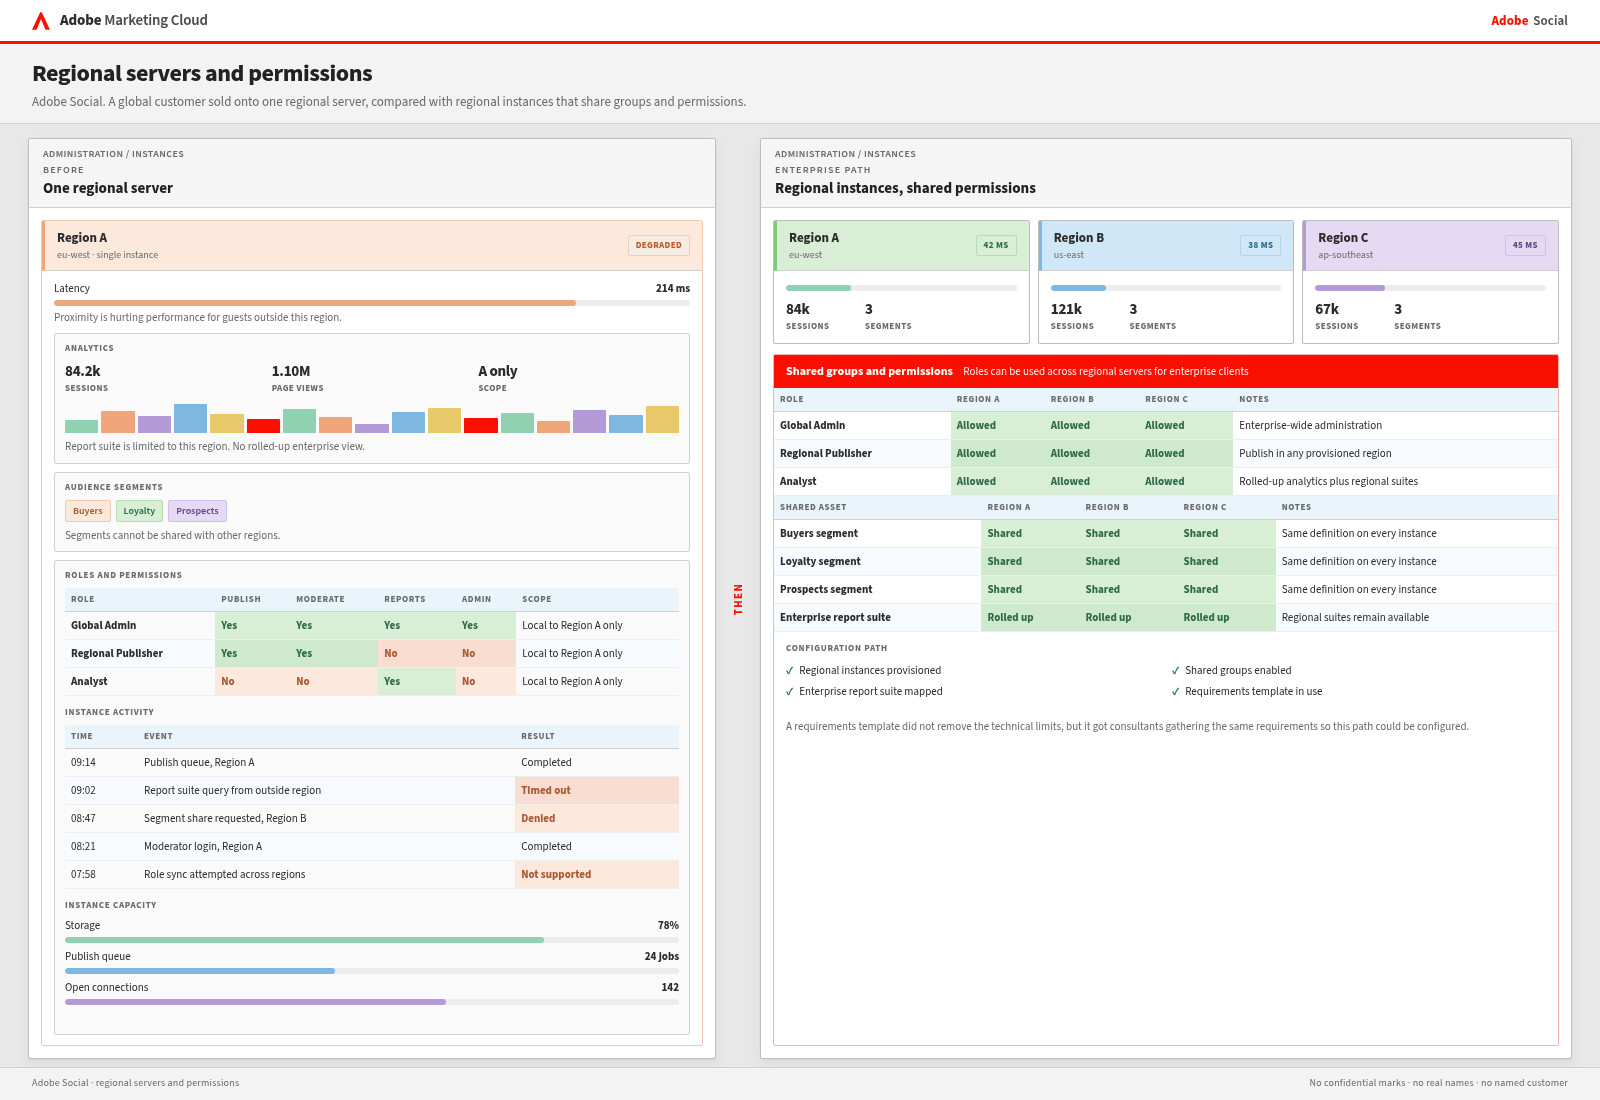 Adobe Marketing Cloud
Adobe Social
Regional servers and permissions
Adobe Social. A global customer sold onto one regional server, compared with regional instances that share groups and permissions.
ADMINISTRATION / INSTANCES
BEFORE
One regional server
Region A
eu-west · single instance
DEGRADED
Latency 214 ms
Proximity is hurting performance for guests outside this region.
ANALYTICS
84.2k 1.10M A only
SESSIONS PAGE VIEWS SCOPE
Report suite is limited to this region. No rolled-up enterprise view.
AUDIENCE SEGMENTS
Buyers Loyalty Prospects
Segments cannot be shared with other regions.
ROLES AND PERMISSIONS
ROLE PUBLISH MODERATE REPORTS ADMIN SCOPE
Global Admin Yes Yes Yes Yes Local to Region A only
Regional Publisher Yes Yes No No Local to Region A only
Analyst No No Yes No Local to Region A only
INSTANCE ACTIVITY
TIME EVENT RESULT
09:14 Publish queue, Region A Completed
09:02 Report suite query from outside region Timed out
08:47 Segment share requested, Region B Denied
08:21 Moderator login, Region A Completed
07:58 Role sync attempted across regions Not supported
INSTANCE CAPACITY
Storage 78%
Publish queue 24 jobs
Open connections 142
THEN
ADMINISTRATION / INSTANCES
ENTERPRISE PATH
Regional instances, shared permissions
Region A
eu-west
42 MS
84k 3
SESSIONS SEGMENTS
Region B
us-east
38 MS
121k 3
SESSIONS SEGMENTS
Region C
ap-southeast
45 MS
67k 3
SESSIONS SEGMENTS
Shared groups and permissions Roles can be used across regional servers for enterprise clients
ROLE REGION A REGION B REGION C NOTES
Global Admin Allowed Allowed Allowed Enterprise-wide administration
Regional Publisher Allowed Allowed Allowed Publish in any provisioned region
Analyst Allowed Allowed Allowed Rolled-up analytics plus regional suites
SHARED ASSET REGION A REGION B REGION C NOTES
Buyers segment Shared Shared Shared Same definition on every instance
Loyalty segment Shared Shared Shared Same definition on every instance
Prospects segment Shared Shared Shared Same definition on every instance
Enterprise report suite Rolled up Rolled up Rolled up Regional suites remain available
CONFIGURATION PATH
✓ Regional instances provisioned ✓ Shared groups enabled
✓ Enterprise report suite mapped ✓ Requirements template in use
A requirements template did not remove the technical limits, but it got consultants gathering the same requirements so this path could be configured.
Adobe Social · regional servers and permissions
No confidential marks · no real names · no named customer